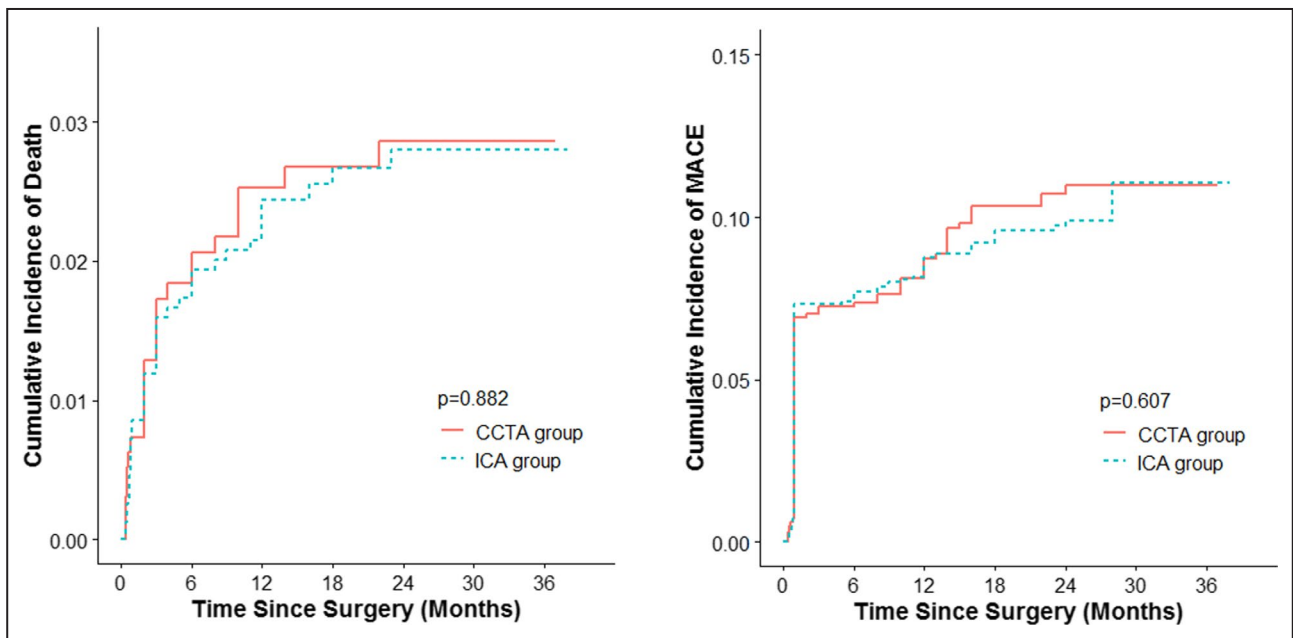 Cumulative Incidence of Death
0.03
0.02
0.01
0.00
p=0.882
CCTA group
ICA group
0 6 12 18 24 30 36
Time Since Surgery (Months)
Cumulative Incidence of MACE
0.15
0.10
0.05
0.00
p=0.607
CCTA group
ICA group
0 6 12 18 24 30 36
Time Since Surgery (Months)